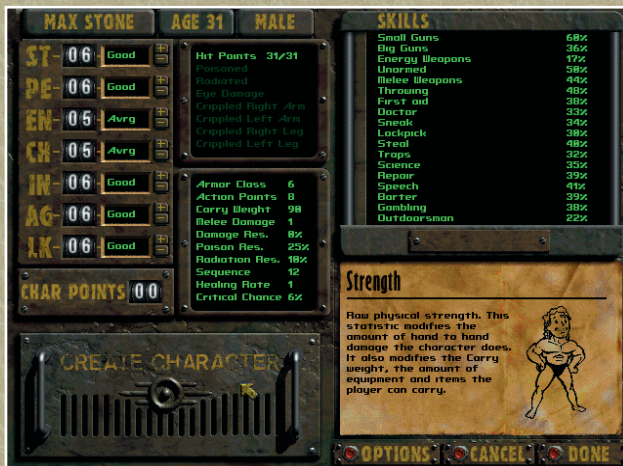 MAX STONE
AGE 31
MALE
ST 06 Good
PE 06 Good
EN 05 Avrg
CH 05 Avrg
IN 06 Good
AG 06 Good
LK 06 Good
CHAR POINTS 00
CREATE CHARACTER
Hit Points 31/31
Poisoned
Radiated
Eye Damage
Crippled Right Arm
Crippled Left Arm
Crippled Right Leg
Crippled Left Leg
Armor Class 6
Action Points 8
Carry Weight 90
Melee Damage 1
Damage Res. 0%
Poison Res. 25%
Radiation Res. 10%
Sequence 12
Healing Rate 1
Critical Chance 6%
SKILLS
Small Guns 60%
Big Guns 36%
Energy Weapons 17%
Unarmed 50%
Melee Weapons 44%
Throwing 48%
First aid 38%
Doctor 33%
Sneak 34%
Lockpick 30%
Steal 40%
Traps 32%
Science 35%
Repair 39%
Speech 41%
Barter 39%
Gambling 38%
Outdoorsman 22%
Strength
Raw physical strength. This
statistic modifies the
amount of hand to hand
damage the character does.
It also modifies the Carry
weight, the amount of
equipment and items the
player can carry.
OPTIONS
CANCEL
DONE